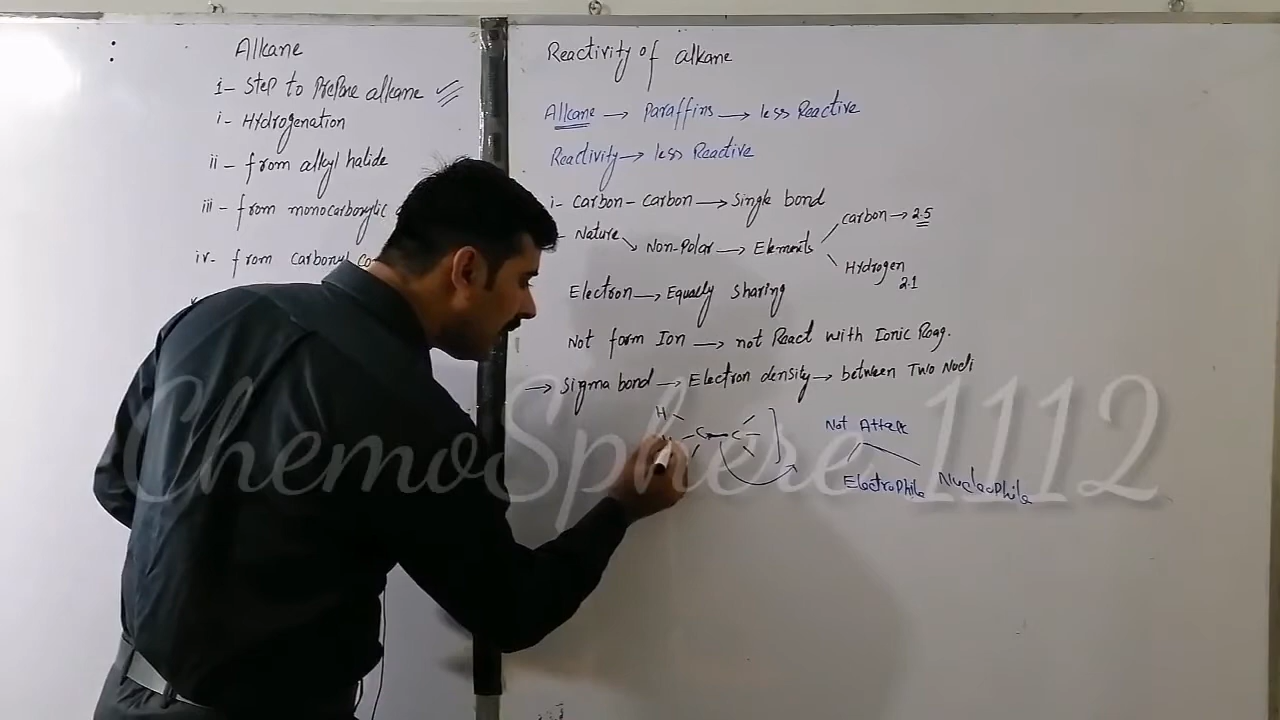 Alkane
i- Step to Prepare alkane
i- Hydrogenation
ii- from alkyl halide
iii- from monocarboxylic
iv- from carbonyl
Reactivity of alkane
Alkane → Paraffins → less Reactive
Reactivity → less Reactive
i- Carbon-Carbon → Single bond
Nature → Non-Polar → Elements
Carbon → 2.5
Hydrogen
2.1
Electron → Equally sharing
Not form Ion → not React with Ionic Reag.
→ Sigma bond → Electron density → between Two Nucli
H
C-C
Not Attack
Electrophile Nucleophile
ChemoSphere 1112